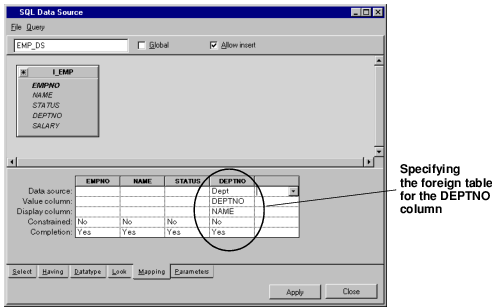 SQL Data Source
File Query
EMP_DS
Global
Allow insert
I_EMP
EMPNO
NAME
STATUS
DEPTNO
SALARY
EMPNO NAME STATUS DEPTNO
Data source: Dept
Value column: DEPTNO
Display column: NAME
Constrained: No No No No
Completion: Yes Yes Yes Yes
Select Having Datatype Look Mapping Parameters
Apply Close
Specifying
the foreign table
for the DEPTNO
column